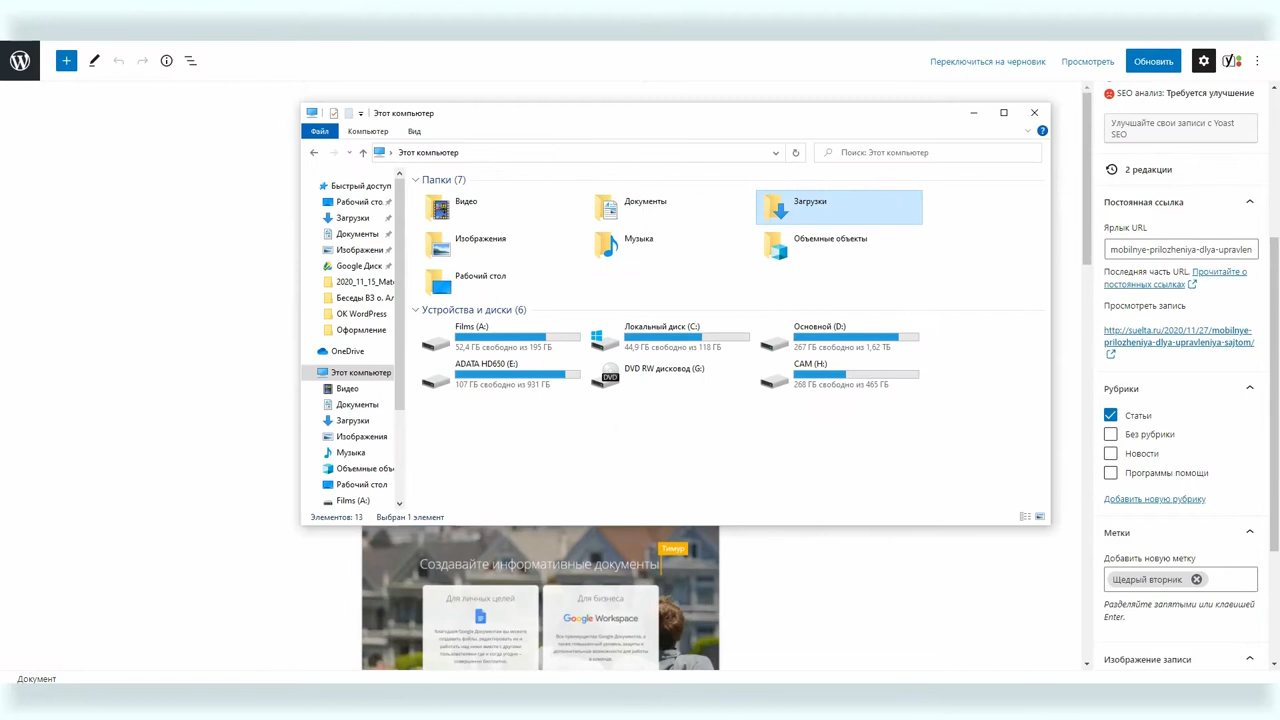 Переключиться на черновик
Просмотреть
Обновить
Этот компьютер
Файл
Компьютер
Вид
Этот компьютер
Поиск: Этот компьютер
Быстрый доступ
Рабочий сто
Загрузки
Документы
Изображени
Google Диск
2020_11_15_Мате
Беседы ВЗ о. Ал
OK WordPress
Оформление
OneDrive
Этот компьютер
Видео
Документы
Загрузки
Изображения
Музыка
Объемные объ
Рабочий стол
Films (A:)
Папки (7)
Видео
Документы
Загрузки
Изображения
Музыка
Объемные объекты
Рабочий стол
Устройства и диски (6)
Films (A:)
52,4 ГБ свободно из 195 ГБ
Локальный диск (C:)
44,9 ГБ свободно из 118 ГБ
Основной (D:)
267 ГБ свободно из 1,62 ТБ
ADATA HD650 (E:)
107 ГБ свободно из 931 ГБ
DVD RW дисковод (G:)
DVD
CAM (H:)
268 ГБ свободно из 465 ГБ
Элементов: 13
Выбран 1 элемент
Тимур
Создавайте информативные документы
Для личных целей
Для бизнеса
Google Workspace
SEO анализ: Требуется улучшение
Улучшайте свои записи с Yoast
SEO
2 редакции
Постоянная ссылка
Ярлык URL
mobilnye-prilozheniya-dlya-upravlen
Последняя часть URL. Прочитайте о
постоянных ссылках
Просмотреть запись
http://suelta.ru/2020/11/27/mobilnye-
prilozheniya-dlya-upravleniya-sajtom/
Рубрики
Статьи
Без рубрики
Новости
Программы помощи
Добавить новую рубрику
Метки
Добавить новую метку
Щедрый вторник
Разделяйте запятыми или клавишей
Enter.
Изображение записи
Документ